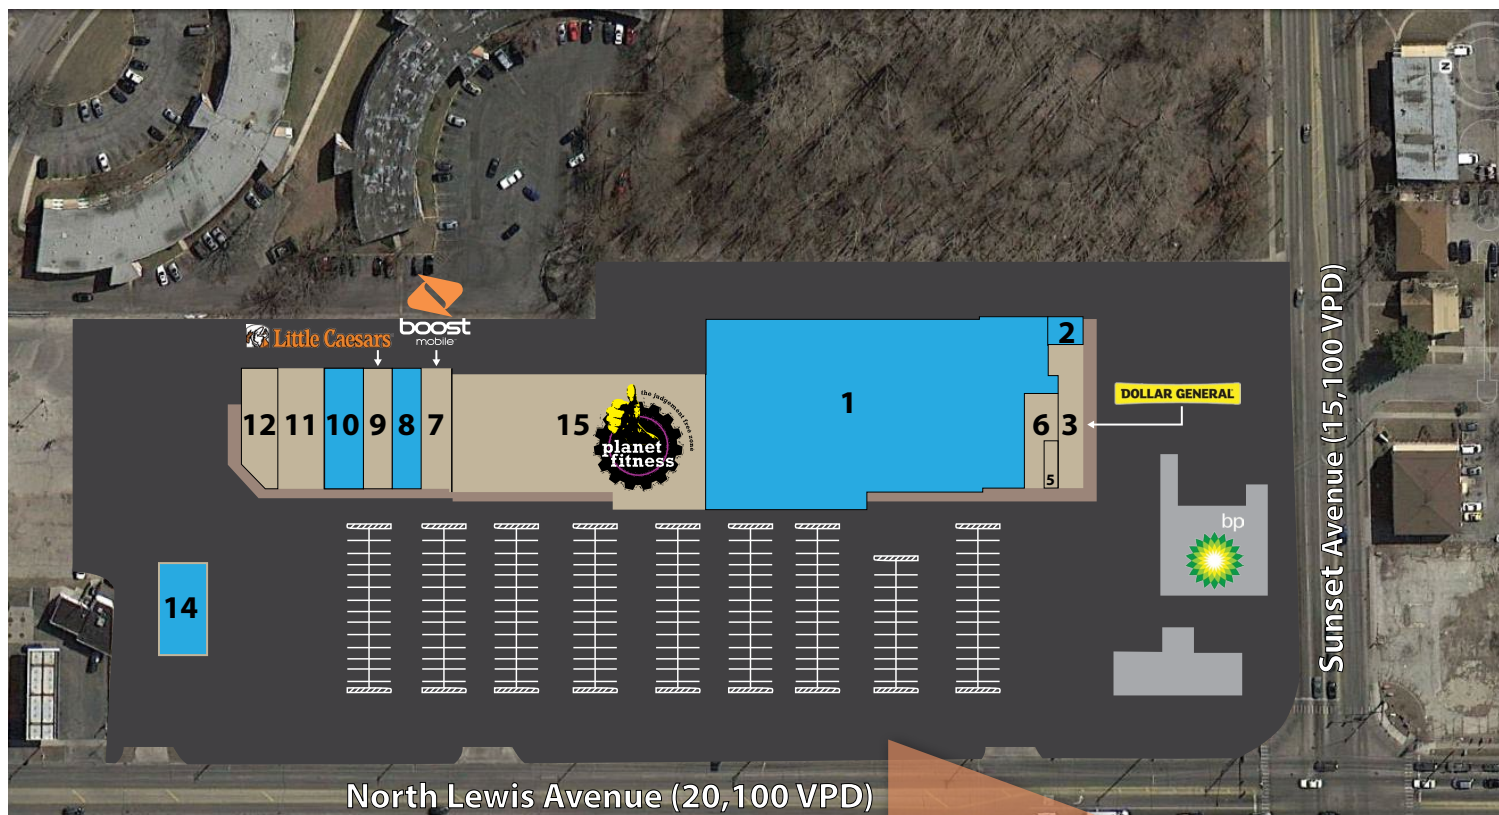 N
Little Caesars
boost
mobile
2
DOLLAR GENERAL
the judgement free zone
planet
fitness
12
11
10
9
8
7
15
1
6
3
5
bp
14
Sunset Avenue (15,100 VPD)
North Lewis Avenue (20,100 VPD)